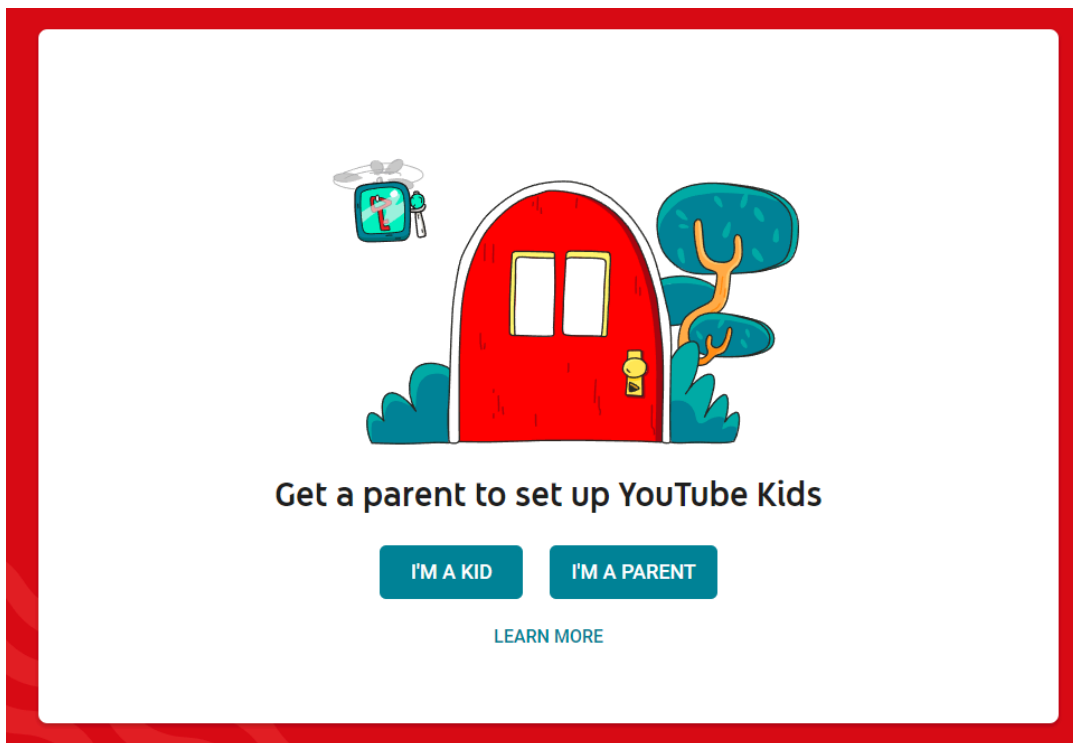 Get a parent to set up YouTube Kids
I'M A KID
I'M A PARENT
LEARN MORE